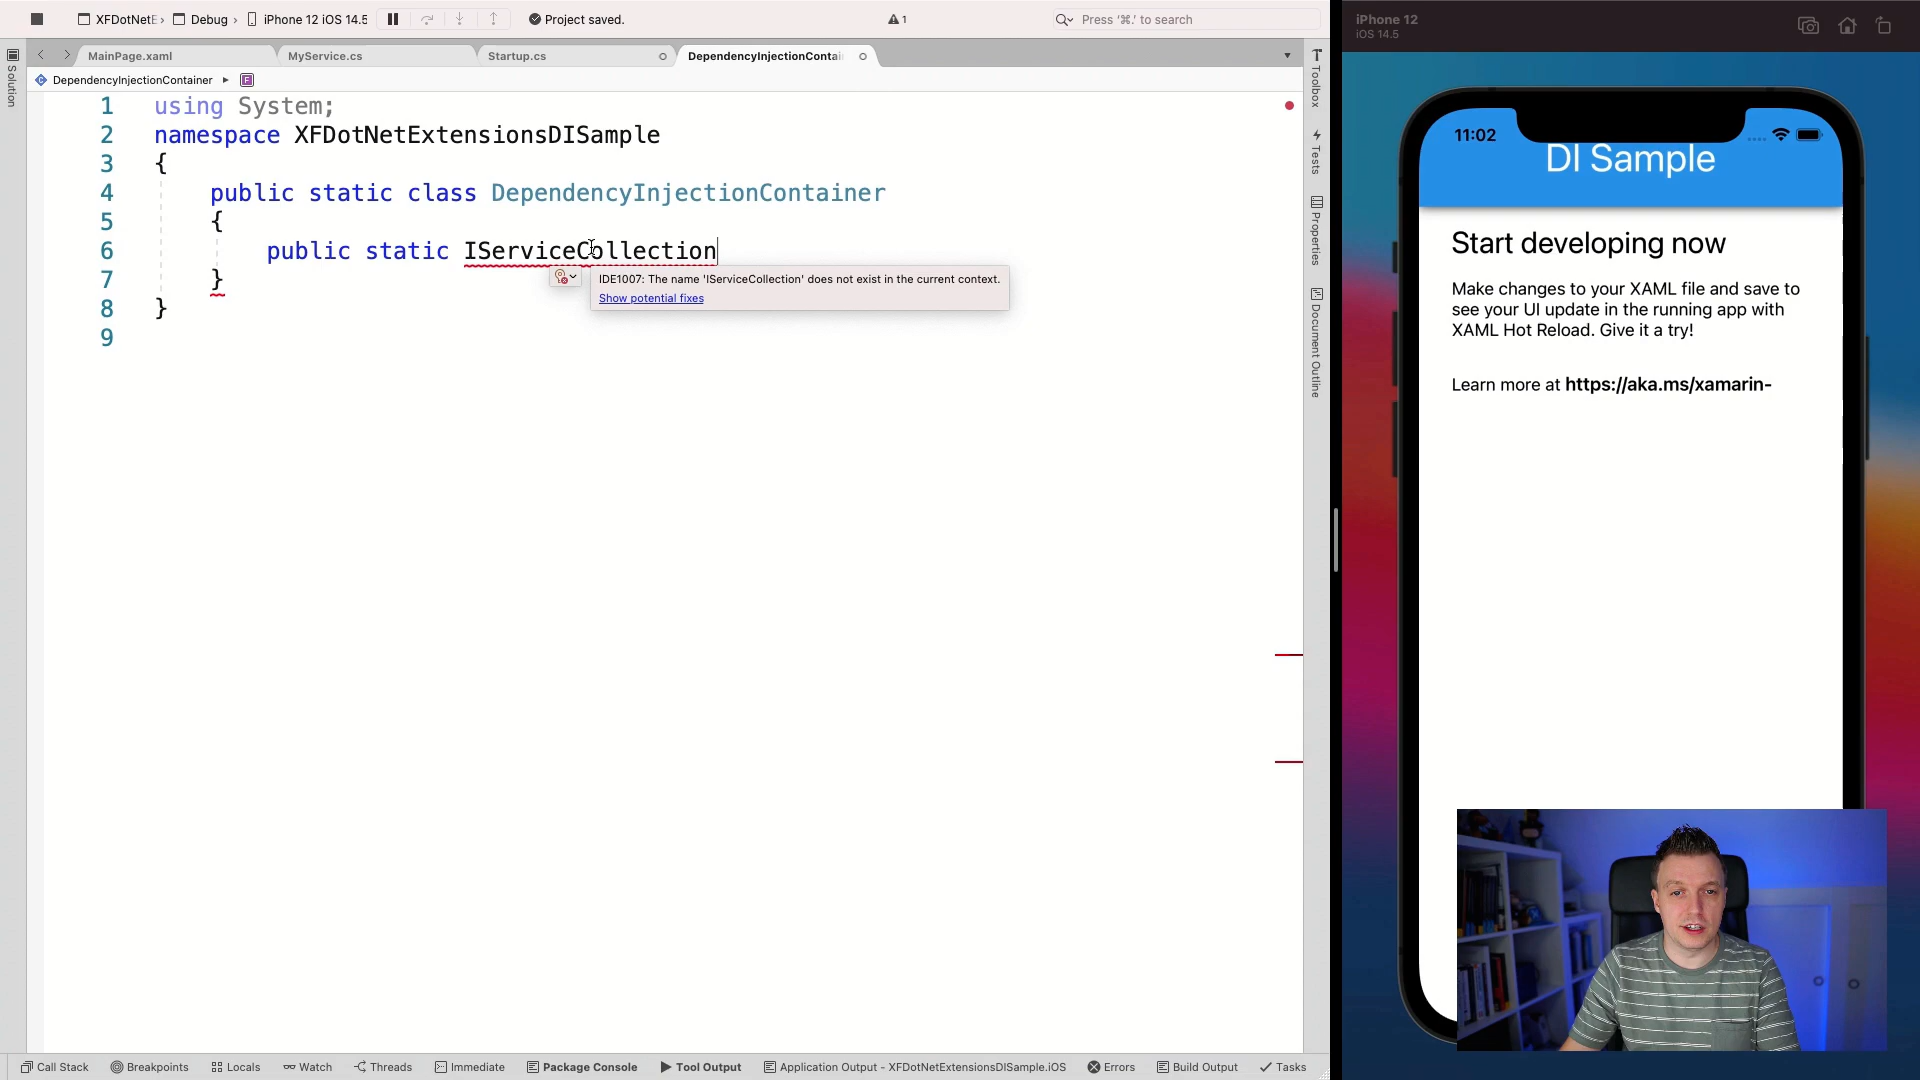 XFDotNetE › Debug › iPhone 12 iOS 14.5
Project saved.
1
Press '⌘.' to search
MainPage.xaml
MyService.cs
Startup.cs
DependencyInjectionContai
DependencyInjectionContainer
Solution
1 using System;
2 namespace XFDotNetExtensionsDISample
3 {
4 public static class DependencyInjectionContainer
5 {
6 public static IServiceCollection
7 }
8 }
9
IDE1007: The name 'IServiceCollection' does not exist in the current context.
Show potential fixes
Toolbox
Tests
Properties
Document Outline
Call Stack
Breakpoints
Locals
Watch
Threads
Immediate
Package Console
Tool Output
Application Output - XFDotNetExtensionsDISample.iOS
Errors
Build Output
Tasks
iPhone 12
iOS 14.5
11:02
DI Sample
Start developing now
Make changes to your XAML file and save to
see your UI update in the running app with
XAML Hot Reload. Give it a try!
Learn more at https://aka.ms/xamarin-